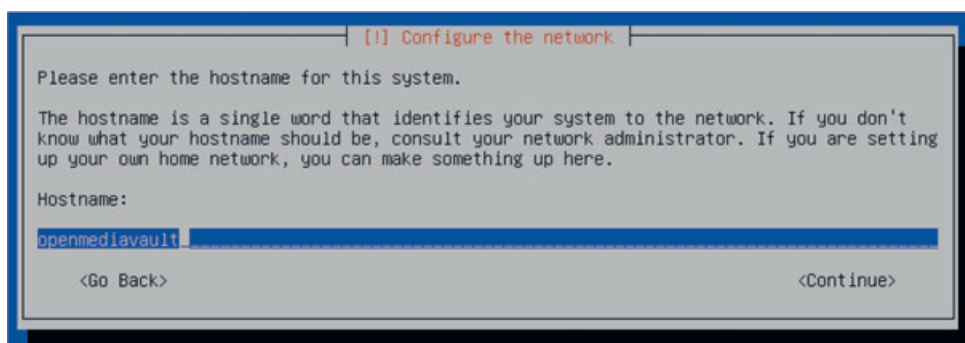 [!] Configure the network
Please enter the hostname for this system.
The hostname is a single word that identifies your system to the network. If you don't
know what your hostname should be, consult your network administrator. If you are setting
up your own home network, you can make something up here.
Hostname:
openmediavault
<Go Back> <Continue>